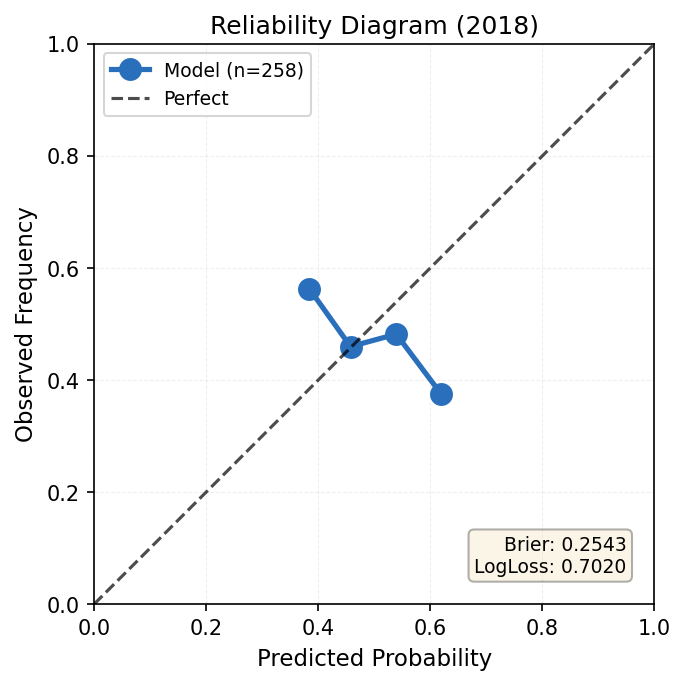 Reliability Diagram (2018)
1.0
0.8
0.6
0.4
0.2
0.0
Observed Frequency
Model (n=258)
Perfect
Brier: 0.2543
LogLoss: 0.7020
0.0 0.2 0.4 0.6 0.8 1.0
Predicted Probability